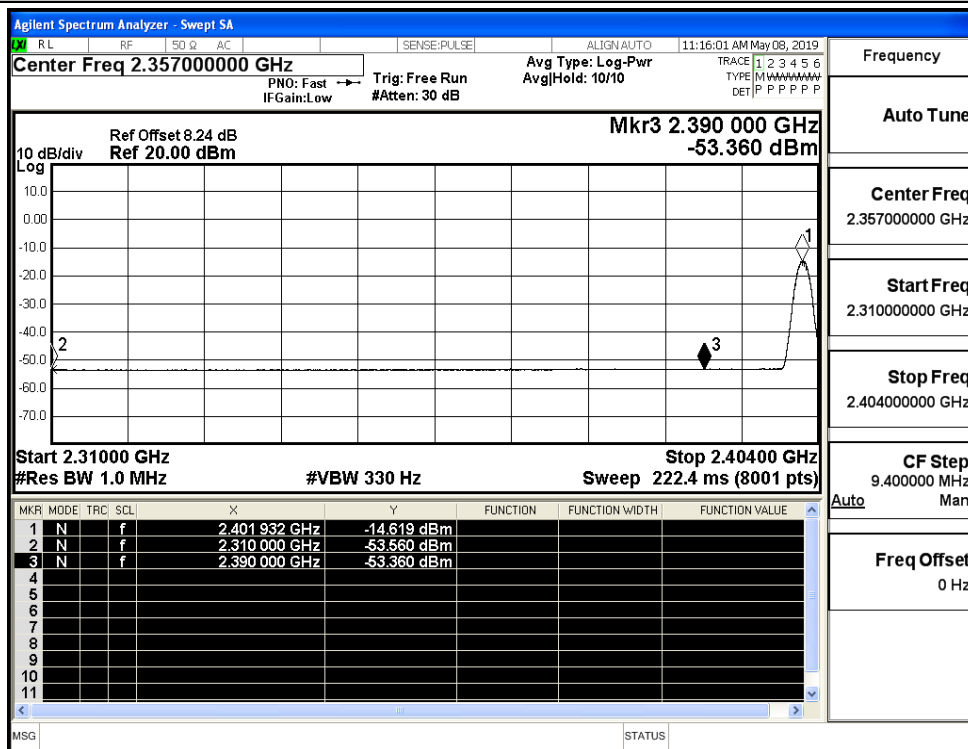 Agilent Spectrum Analyzer - Swept SA
LXI RL RF 50 Ω AC SENSE:PULSE ALIGN AUTO 11:16:01 AM May 08, 2019
Center Freq 2.357000000 GHz
PNO: Fast
IFGain:Low
Trig: Free Run
#Atten: 30 dB
Avg Type: Log-Pwr
Avg|Hold: 10/10
TRACE 1 2 3 4 5 6
TYPE M W W W W W
DET P P P P P P
Frequency
Ref Offset 8.24 dB
10 dB/div Ref 20.00 dBm
Log
Mkr3 2.390 000 GHz
-53.360 dBm
10.0
0.00
-10.0
-20.0
-30.0
-40.0
-50.0
-60.0
-70.0
1
2
3
Start 2.31000 GHz Stop 2.40400 GHz
#Res BW 1.0 MHz #VBW 330 Hz Sweep 222.4 ms (8001 pts)
MKR MODE TRC SCL X Y FUNCTION FUNCTION WIDTH FUNCTION VALUE
1 N f 2.401 932 GHz -14.619 dBm
2 N f 2.310 000 GHz -53.560 dBm
3 N f 2.390 000 GHz -53.360 dBm
4
5
6
7
8
9
10
11
MSG STATUS
Auto Tune
Center Freq
2.357000000 GHz
Start Freq
2.310000000 GHz
Stop Freq
2.404000000 GHz
CF Step
9.400000 MHz
Auto Man
Freq Offset
0 Hz